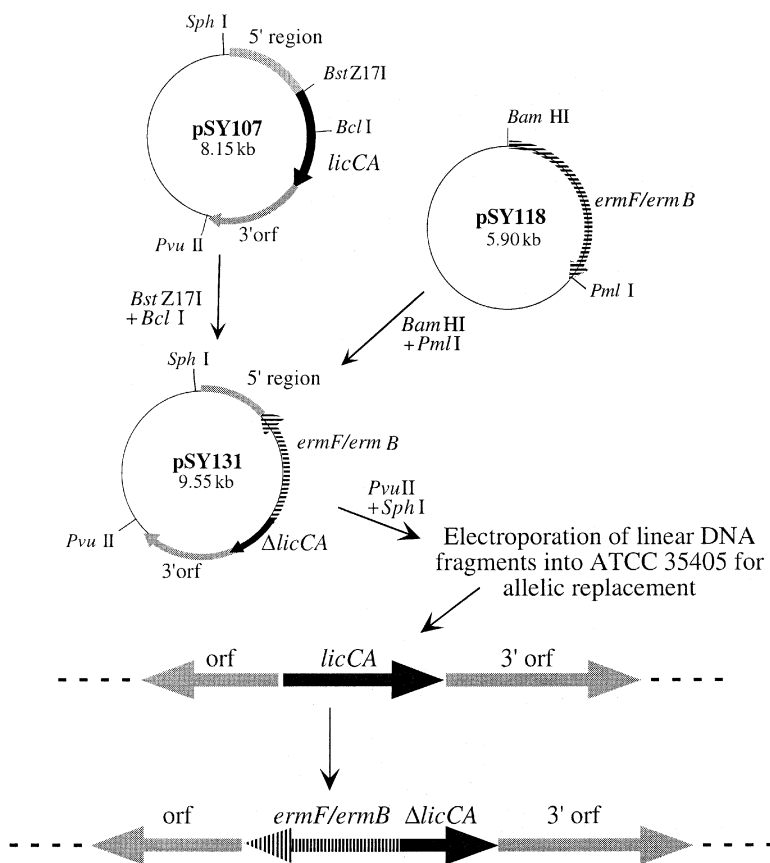 Sph I
5' region
BstZ17I
pSY107
8.15 kb
Bcl I
licCA
3'orf
Pvu II
Bam HI
pSY118
5.90 kb
ermF/erm B
Pml I
Bst Z17I
+Bcl I
BamHI
+Pml I
Sph I
5' region
ermF/erm B
pSY131
9.55 kb
ΔlicCA
3'orf
Pvu II
PvuII
+Sph I
Electroporation of linear DNA
fragments into ATCC 35405 for
allelic replacement
orf licCA 3' orf
orf ermF/ermB ΔlicCA 3' orf